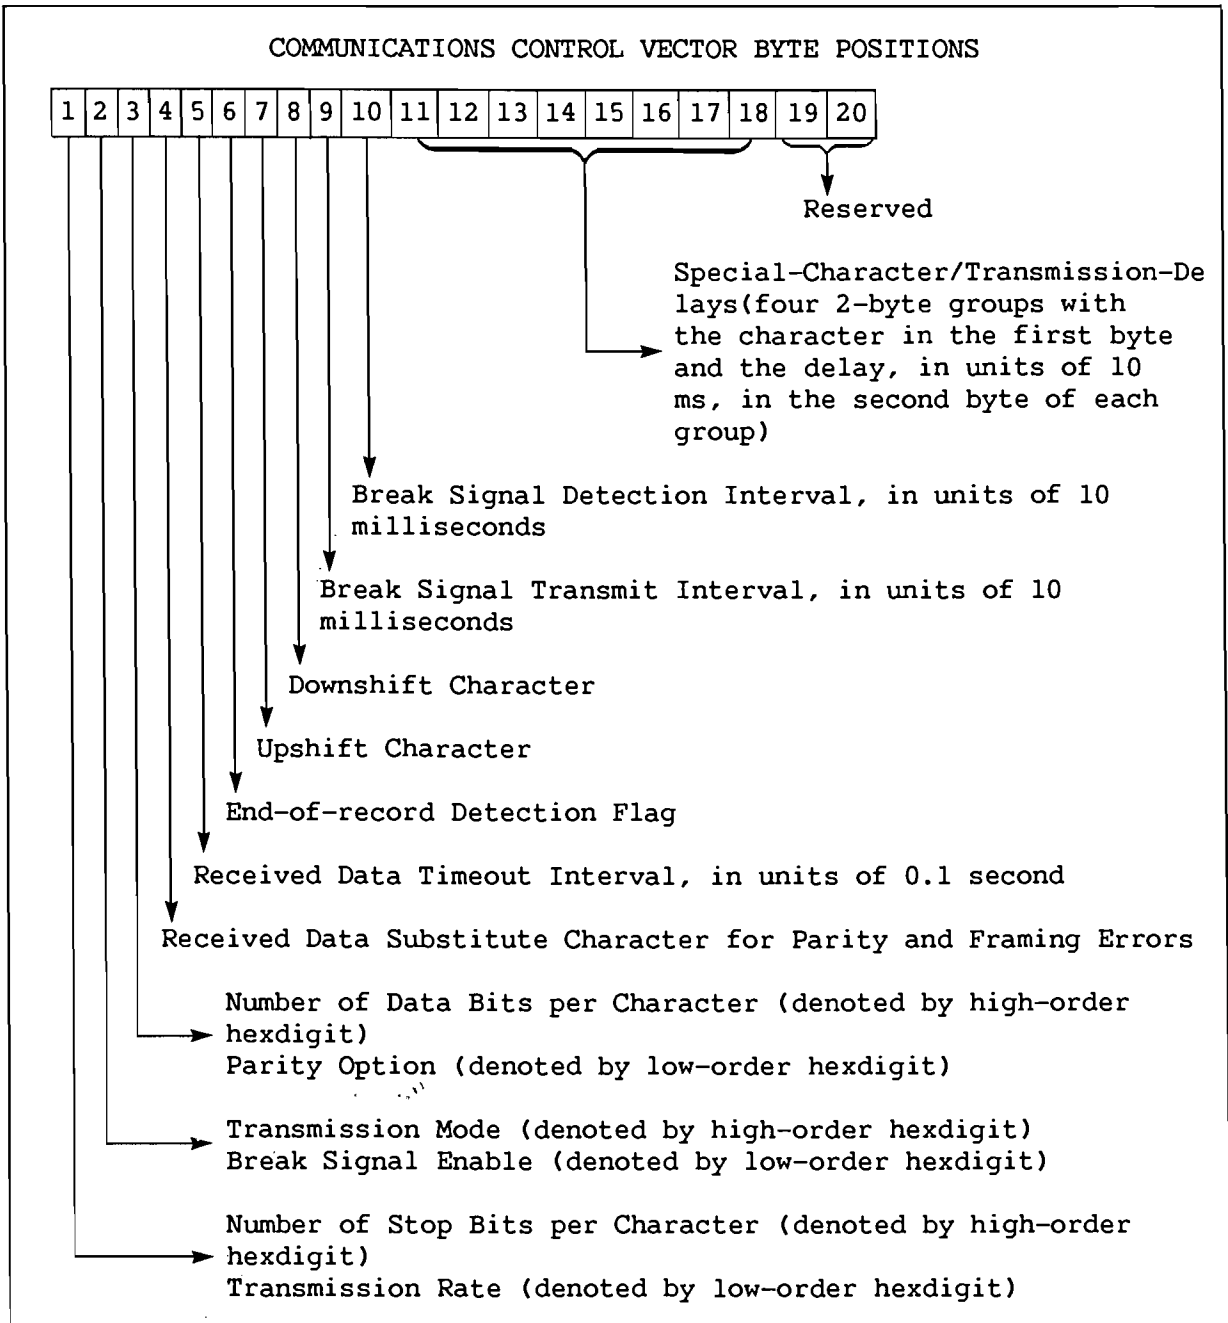 COMMUNICATIONS CONTROL VECTOR BYTE POSITIONS
1 2 3 4 5 6 7 8 9 10 11 12 13 14 15 16 17 18 19 20
Reserved
Special-Character/Transmission-De
lays(four 2-byte groups with
the character in the first byte
and the delay, in units of 10
ms, in the second byte of each
group)
Break Signal Detection Interval, in units of 10
milliseconds
Break Signal Transmit Interval, in units of 10
milliseconds
Downshift Character
Upshift Character
End-of-record Detection Flag
Received Data Timeout Interval, in units of 0.1 second
Received Data Substitute Character for Parity and Framing Errors
Number of Data Bits per Character (denoted by high-order
hexdigit)
Parity Option (denoted by low-order hexdigit)
Transmission Mode (denoted by high-order hexdigit)
Break Signal Enable (denoted by low-order hexdigit)
Number of Stop Bits per Character (denoted by high-order
hexdigit)
Transmission Rate (denoted by low-order hexdigit)